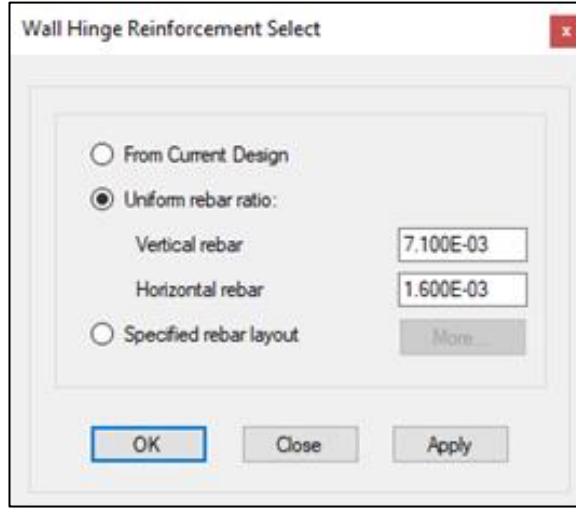 Wall Hinge Reinforcement Select
x
From Current Design
Uniform rebar ratio:
Vertical rebar 7.100E-03
Horizontal rebar 1.600E-03
Specified rebar layout More...
OK Close Apply